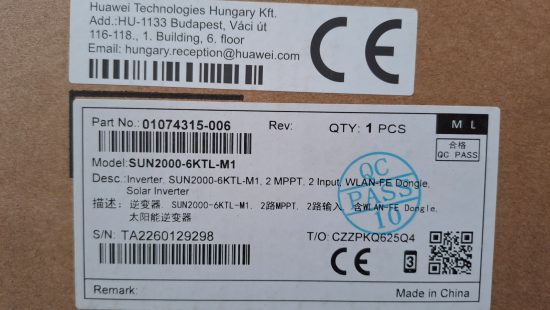 Huawei Technologies Hungary Kft.
Add.:HU-1133 Budapest, Váci út
116-118., 1. Building, 6. floor
Email: hungary.reception@huawei.com
CE
Part No.: 01074315-006 Rev: QTY: 1 PCS M L
合格
QC PASS
Model: SUN2000-6KTL-M1
Desc.: Inverter, SUN2000-6KTL-M1, 2 MPPT, 2 Input, WLAN-FE Dongle,
Solar Inverter
描述: 逆变器, SUN2000-6KTL-M1, 2路MPPT, 2路输入, 含WLAN-FE Dongle,
太阳能逆变器
QC
PASS
10
S/N: TA2260129298 T/O: CZZPKQ625Q4
CE 3
Remark: Made in China